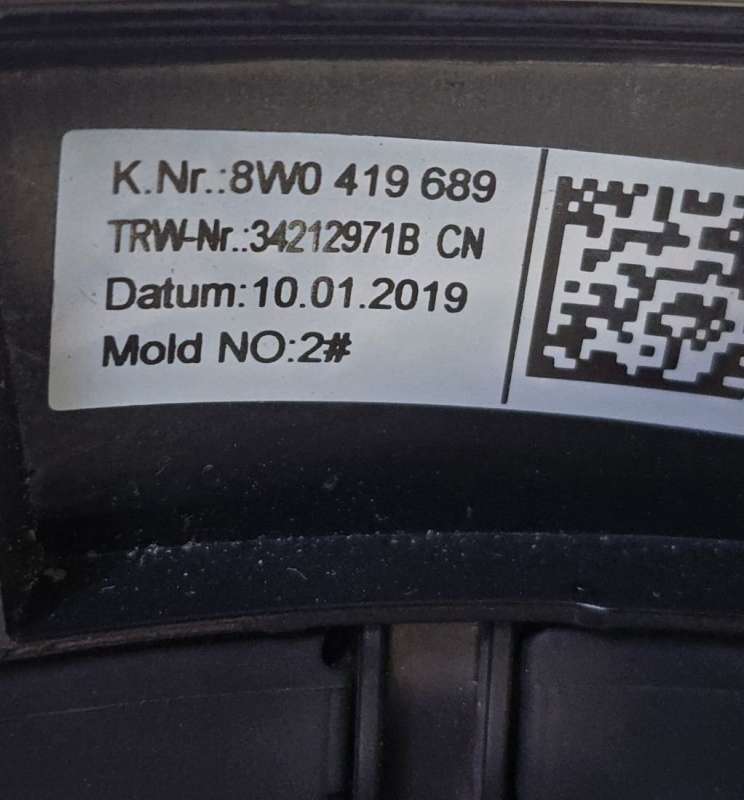 K.Nr.:8W0 419 689
TRW-Nr.:34212971B CN
Datum:10.01.2019
Mold NO:2#